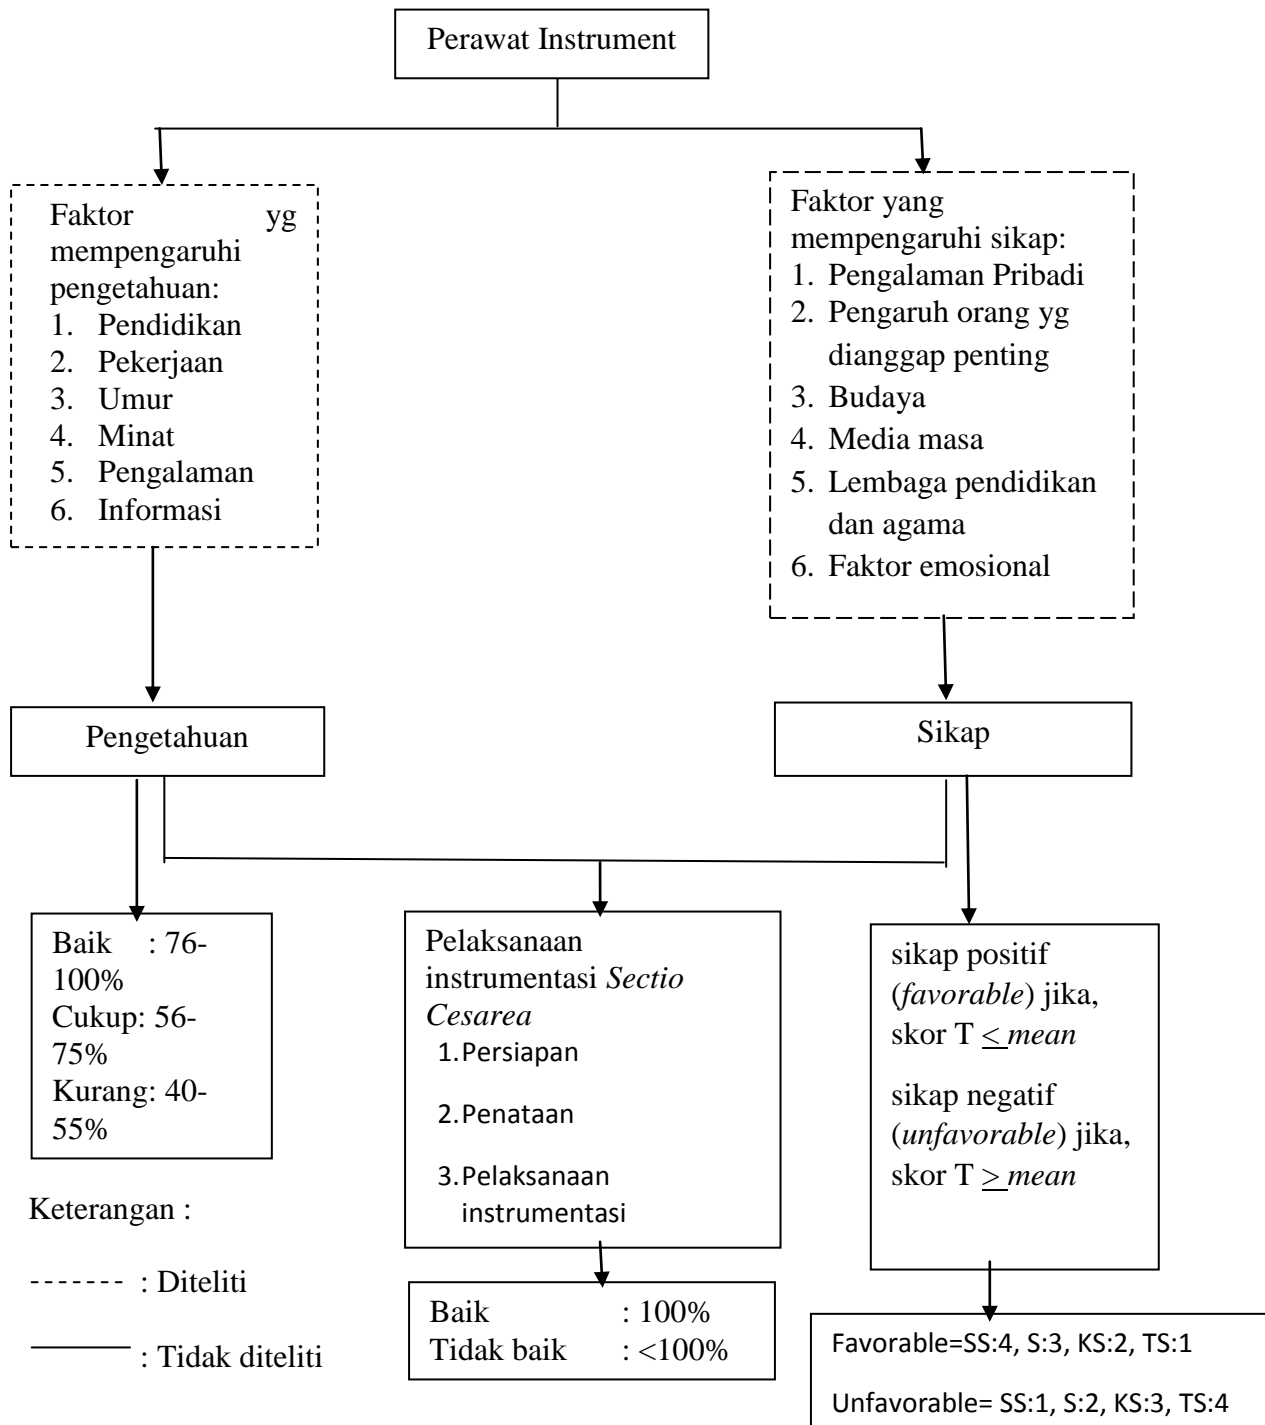 Perawat Instrument
Faktor yg
mempengaruhi
pengetahuan:
1. Pendidikan
2. Pekerjaan
3. Umur
4. Minat
5. Pengalaman
6. Informasi
Faktor yang
mempengaruhi sikap:
1. Pengalaman Pribadi
2. Pengaruh orang yg
dianggap penting
3. Budaya
4. Media masa
5. Lembaga pendidikan
dan agama
6. Faktor emosional
Pengetahuan
Sikap
Baik : 76-
100%
Cukup: 56-
75%
Kurang: 40-
55%
Pelaksanaan
instrumentasi Sectio
Cesarea
1.Persiapan
2.Penataan
3.Pelaksanaan
instrumentasi
sikap positif
(favorable) jika,
skor T < mean
sikap negatif
(unfavorable) jika,
skor T > mean
Keterangan :
------- : Diteliti
——— : Tidak diteliti
Baik : 100%
Tidak baik : <100%
Favorable=SS:4, S:3, KS:2, TS:1
Unfavorable= SS:1, S:2, KS:3, TS:4